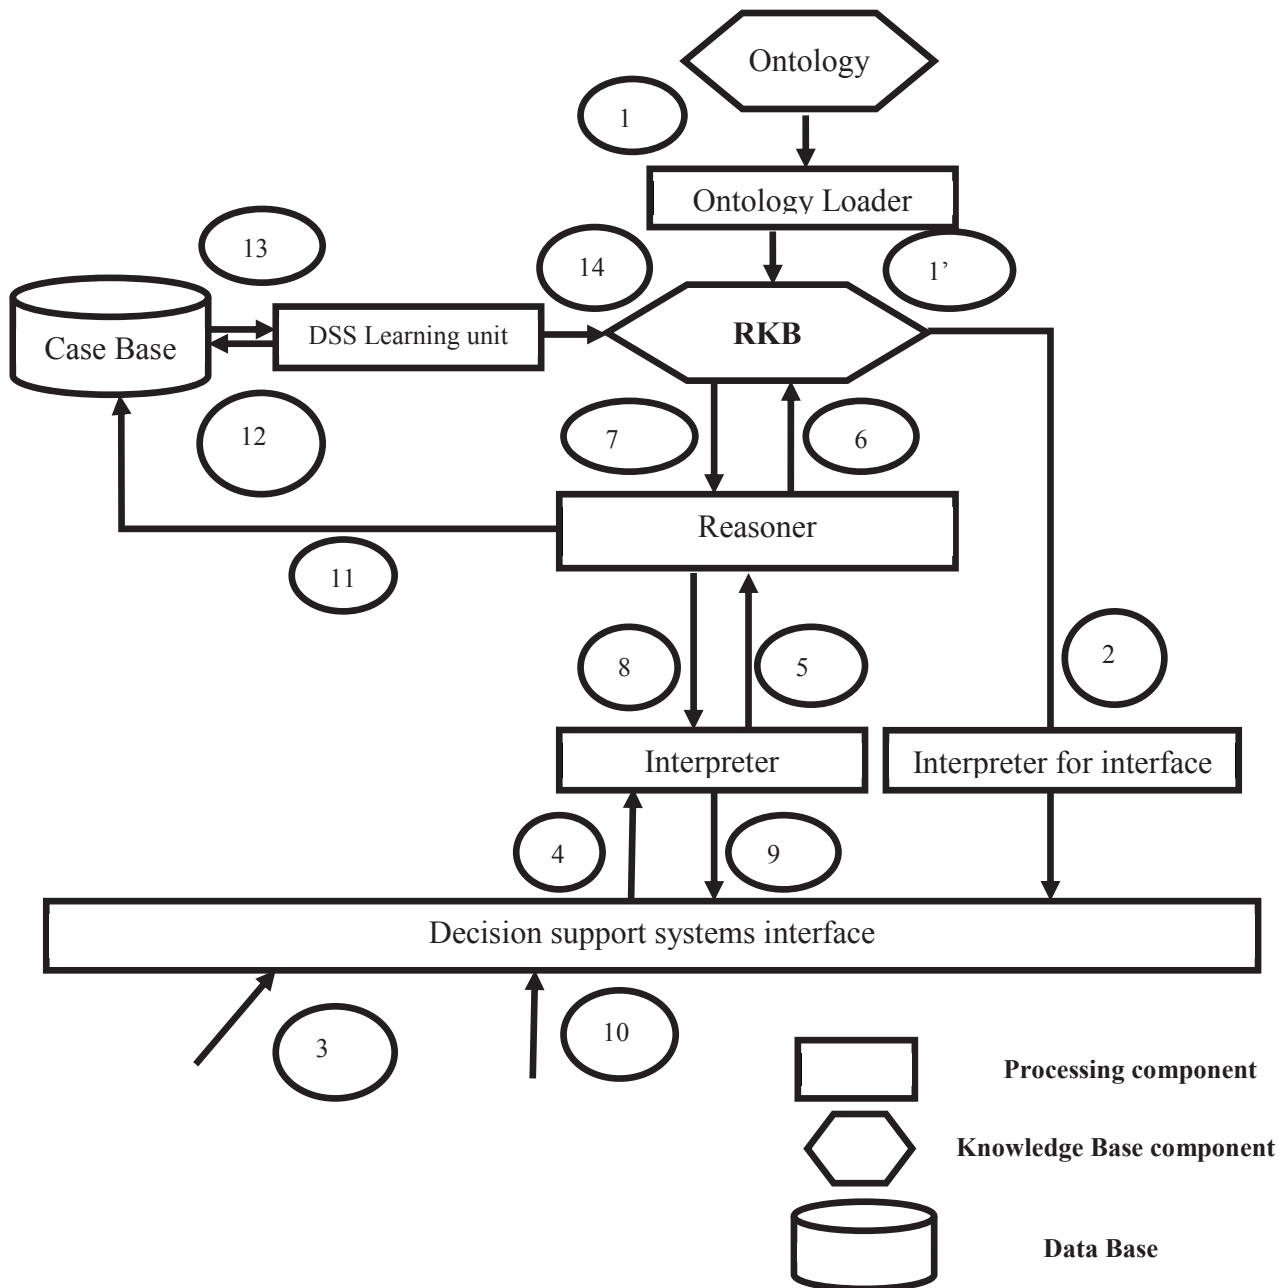 Ontology
1
Ontology Loader
13
14
1’
Case Base
DSS Learning unit
RKB
12
7
6
Reasoner
11
8
5
2
Interpreter
Interpreter for interface
4
9
Decision support systems interface
3
10
Processing component
Knowledge Base component
Data Base